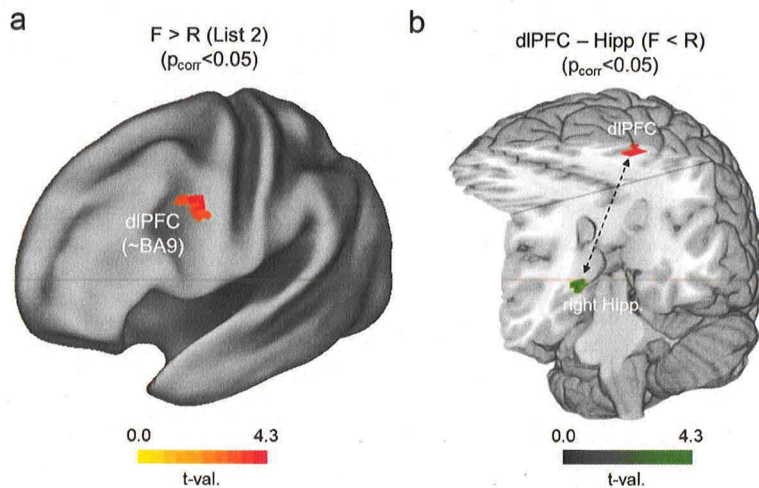 a
F > R (List 2)
(pcorr<0.05)
dlPFC
(~BA9)
0.0 4.3
t-val.
b
dlPFC – Hipp (F < R)
(pcorr<0.05)
dlPFC
right Hipp.
0.0 4.3
t-val.